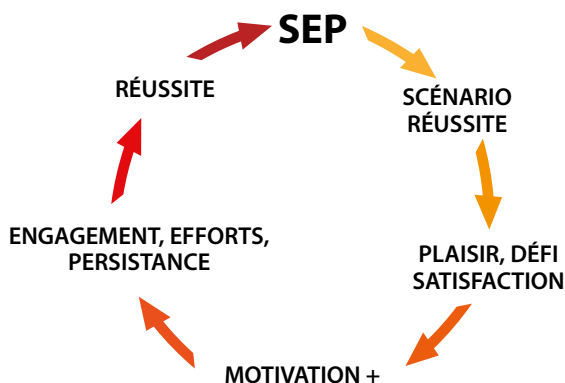 SEP
SCÉNARIO
RÉUSSITE
PLAISIR, DÉFI
SATISFACTION
MOTIVATION +
ENGAGEMENT, EFFORTS,
PERSISTANCE
RÉUSSITE